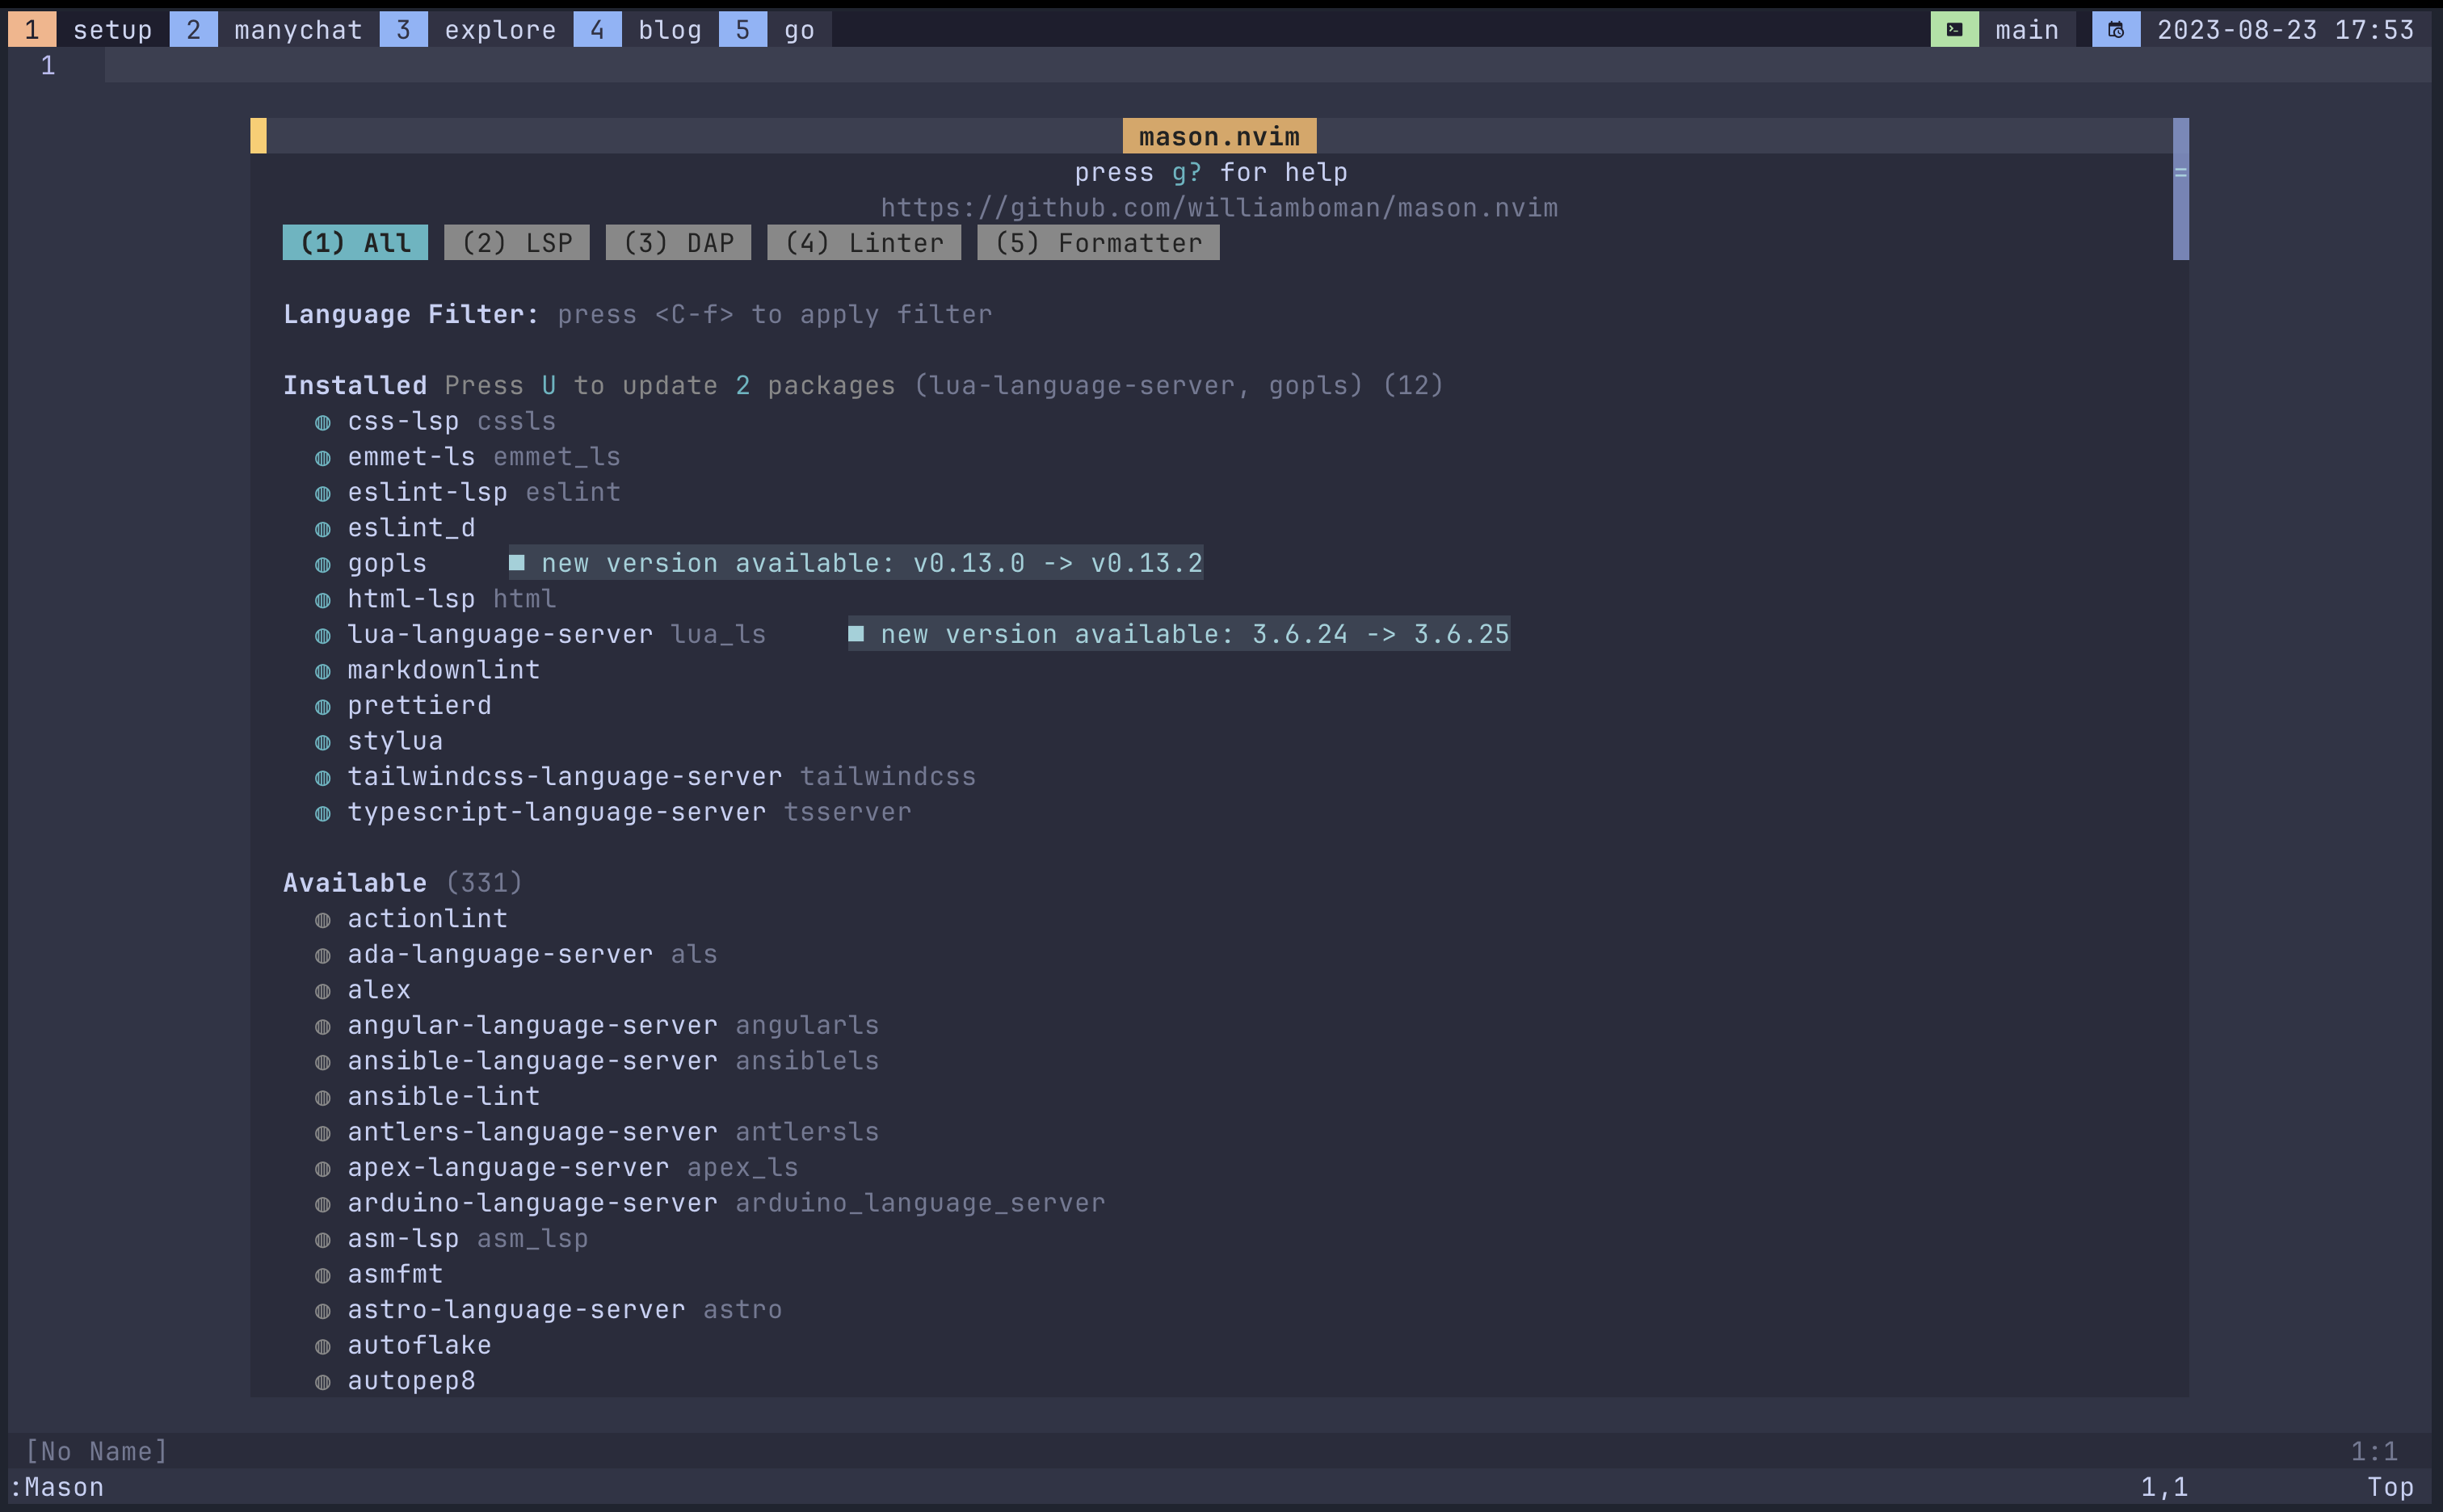 1 setup 2 manychat 3 explore 4 blog 5 go main 2023-08-23 17:53
1
mason.nvim
press g? for help
https://github.com/williamboman/mason.nvim
(1) All (2) LSP (3) DAP (4) Linter (5) Formatter
Language Filter: press <C-f> to apply filter
Installed Press U to update 2 packages (lua-language-server, gopls) (12)
◍ css-lsp cssls
◍ emmet-ls emmet_ls
◍ eslint-lsp eslint
◍ eslint_d
◍ gopls ■ new version available: v0.13.0 -> v0.13.2
◍ html-lsp html
◍ lua-language-server lua_ls ■ new version available: 3.6.24 -> 3.6.25
◍ markdownlint
◍ prettierd
◍ stylua
◍ tailwindcss-language-server tailwindcss
◍ typescript-language-server tsserver
Available (331)
◍ actionlint
◍ ada-language-server als
◍ alex
◍ angular-language-server angularls
◍ ansible-language-server ansiblels
◍ ansible-lint
◍ antlers-language-server antlersls
◍ apex-language-server apex_ls
◍ arduino-language-server arduino_language_server
◍ asm-lsp asm_lsp
◍ asmfmt
◍ astro-language-server astro
◍ autoflake
◍ autopep8
[No Name] 1:1
:Mason 1,1 Top